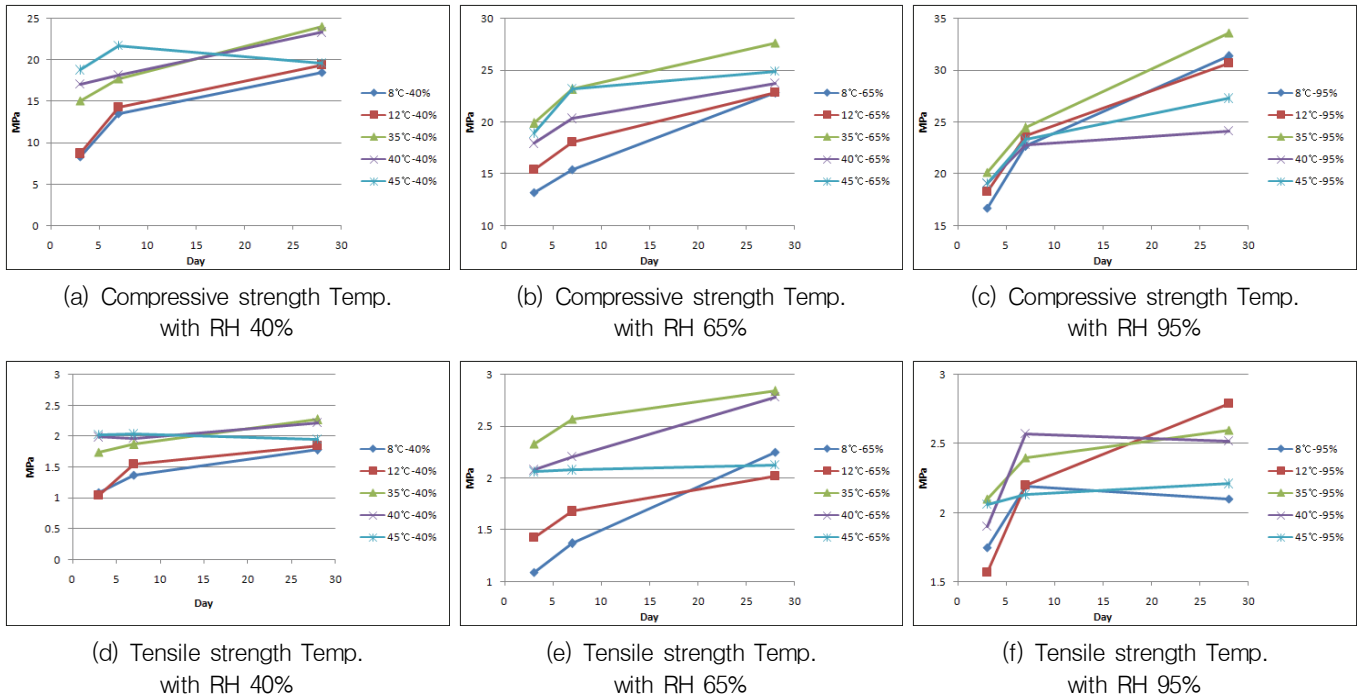 25
20
15
10
5
0
0 5 10 15 20 25 30
MPa
Day
8℃-40%
12℃-40%
35℃-40%
40℃-40%
45℃-40%
(a) Compressive strength Temp.
with RH 40%
30
25
20
15
10
0 5 10 15 20 25 30
MPa
Day
8℃-65%
12℃-65%
35℃-65%
40℃-65%
45℃-65%
(b) Compressive strength Temp.
with RH 65%
35
30
25
20
15
0 5 10 15 20 25 30
MPa
Day
8℃-95%
12℃-95%
35℃-95%
40℃-95%
45℃-95%
(c) Compressive strength Temp.
with RH 95%
3
2.5
2
1.5
1
0.5
0
0 5 10 15 20 25 30
MPa
Day
8℃-40%
12℃-40%
35℃-40%
40℃-40%
45℃-40%
(d) Tensile strength Temp.
with RH 40%
3
2.5
2
1.5
1
0 5 10 15 20 25 30
MPa
Day
8℃-65%
12℃-65%
35℃-65%
40℃-65%
45℃-65%
(e) Tensile strength Temp.
with RH 65%
3
2.5
2
1.5
0 5 10 15 20 25 30
MPa
Day
8℃-95%
12℃-95%
35℃-95%
40℃-95%
45℃-95%
(f) Tensile strength Temp.
with RH 95%